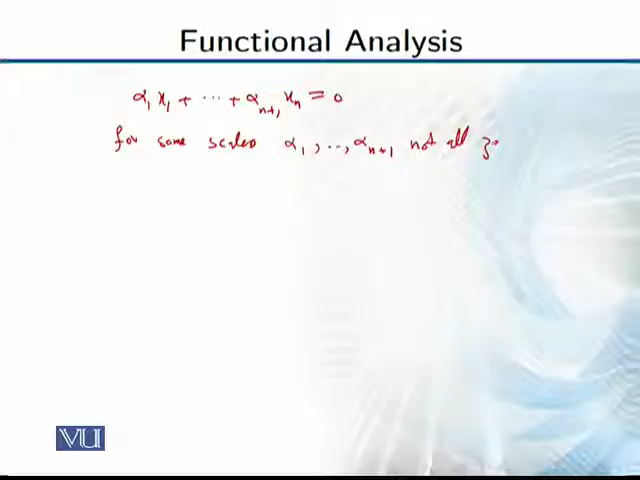 Functional Analysis
α₁ x₁ + ... + αₙ₊₁ xₙ = 0
for some scalars α₁, ..., αₙ₊₁ not all
VU